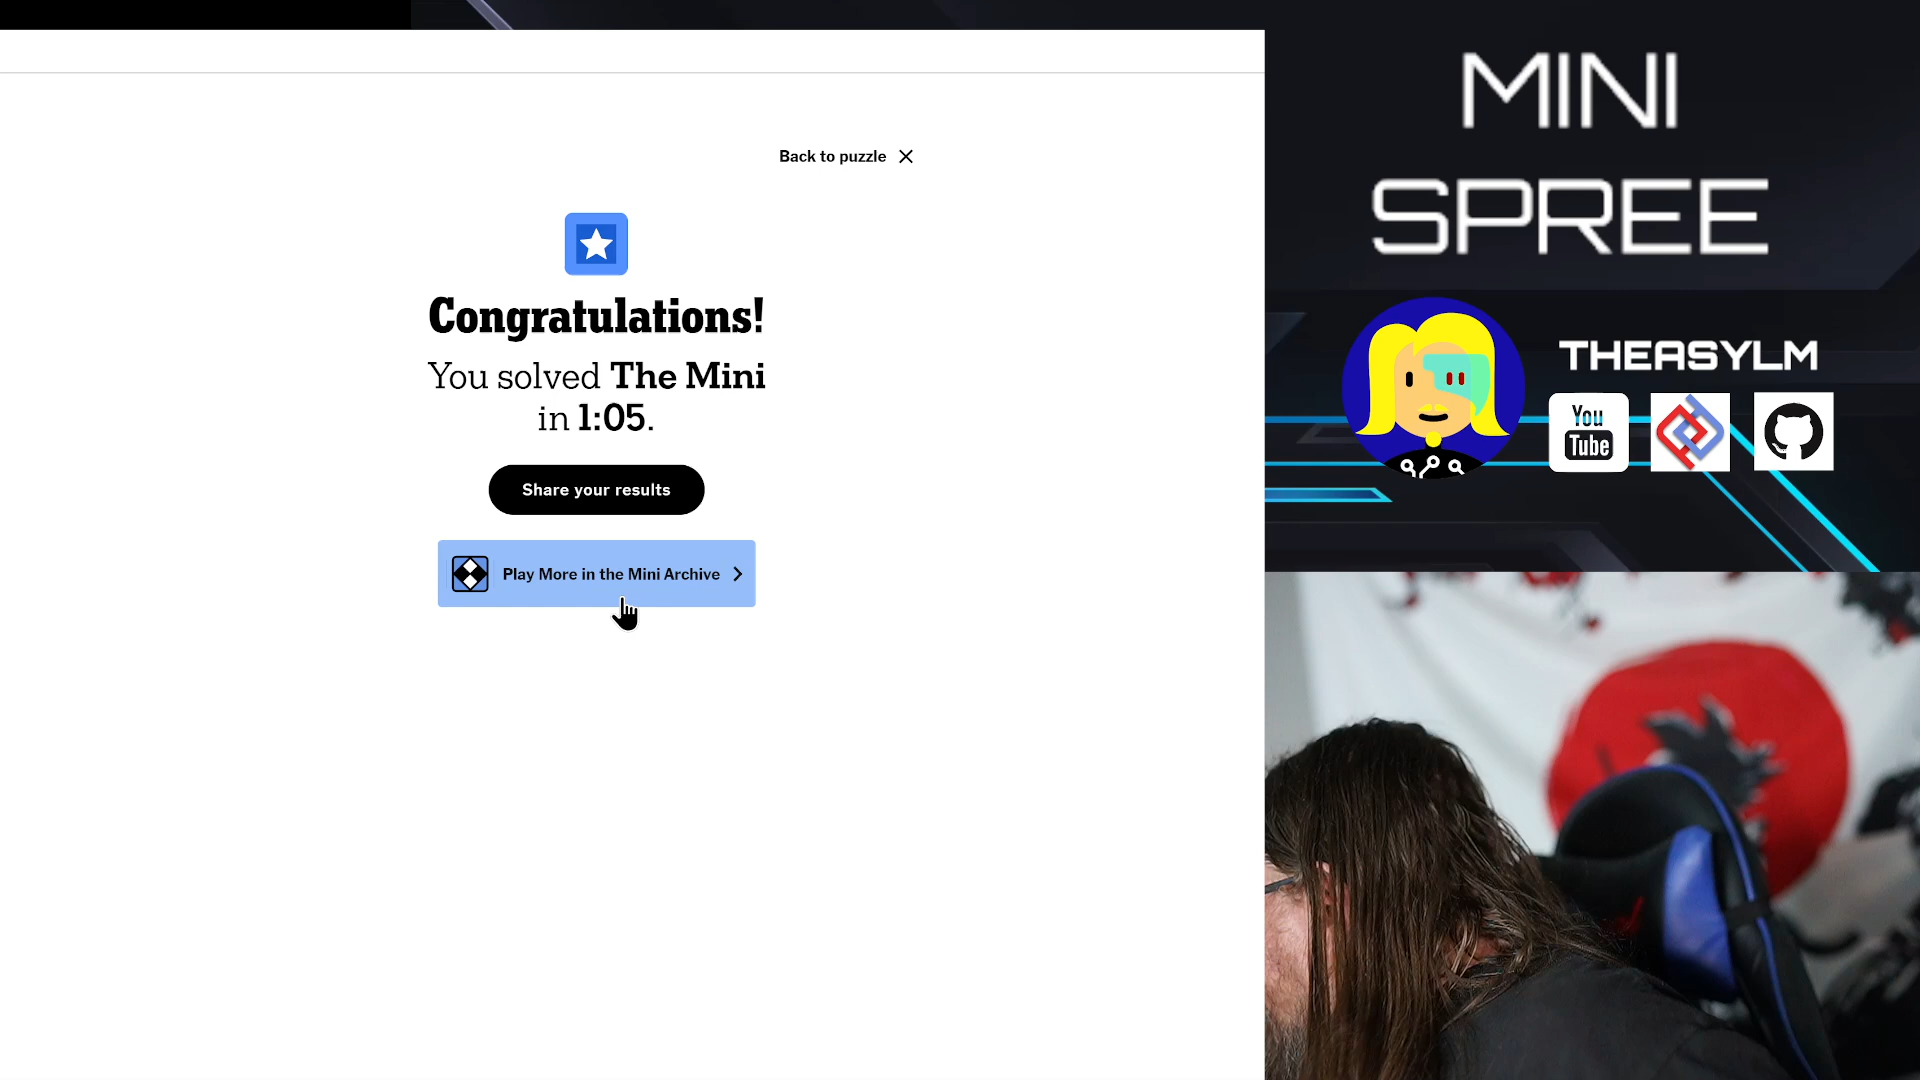 Back to puzzle
Congratulations!
You solved The Mini
in 1:05.
Share your results
Play More in the Mini Archive
MINI
SPREE
THEASYLM
You
Tube